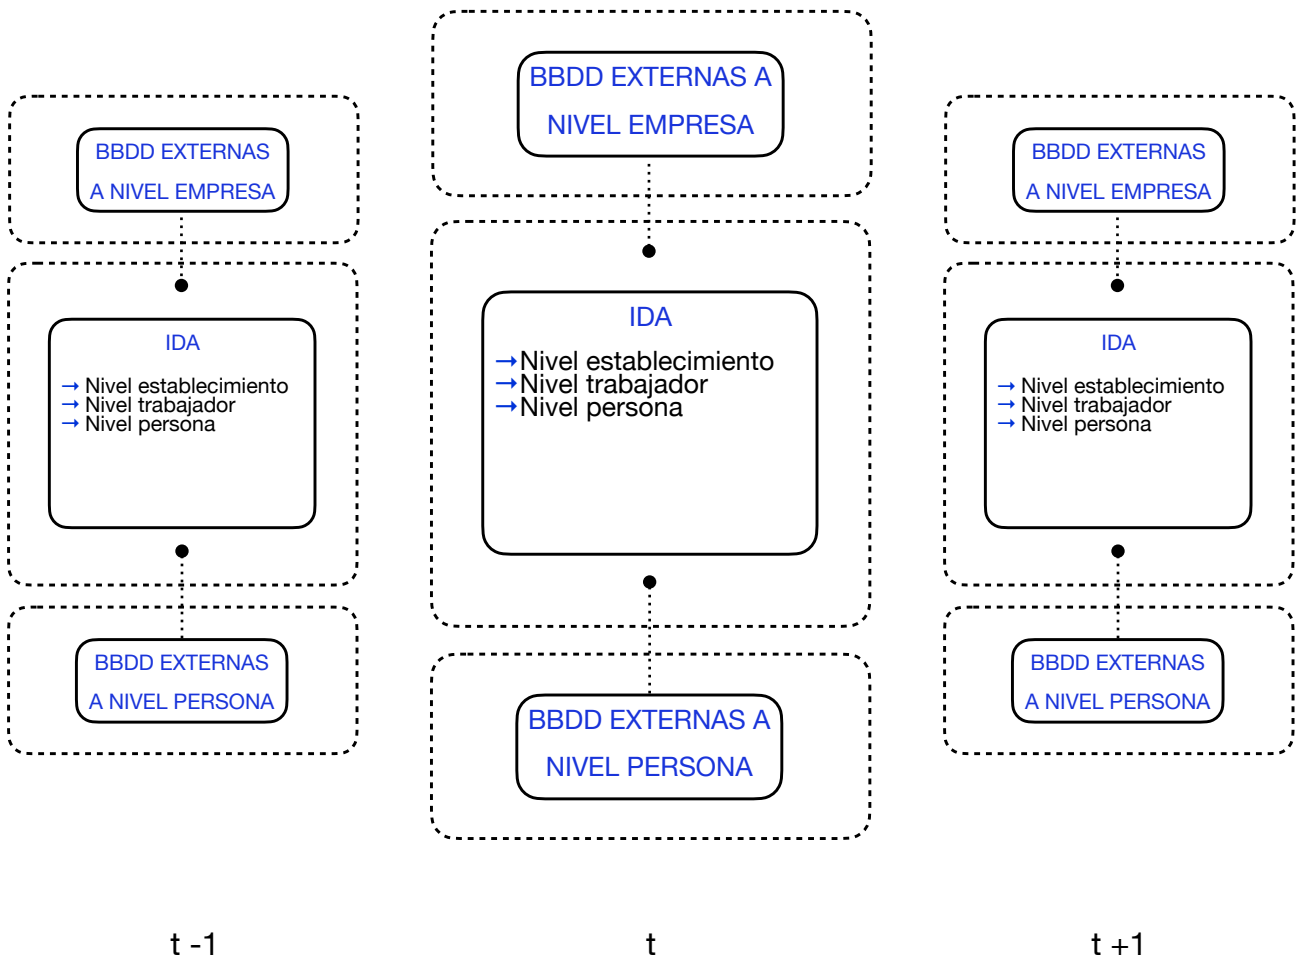 BBDD EXTERNAS
A NIVEL EMPRESA
IDA
→ Nivel establecimiento
→ Nivel trabajador
→ Nivel persona
BBDD EXTERNAS
A NIVEL PERSONA
t -1
BBDD EXTERNAS A
NIVEL EMPRESA
IDA
→Nivel establecimiento
→Nivel trabajador
→Nivel persona
BBDD EXTERNAS A
NIVEL PERSONA
t
BBDD EXTERNAS
A NIVEL EMPRESA
IDA
→ Nivel establecimiento
→ Nivel trabajador
→ Nivel persona
BBDD EXTERNAS
A NIVEL PERSONA
t +1